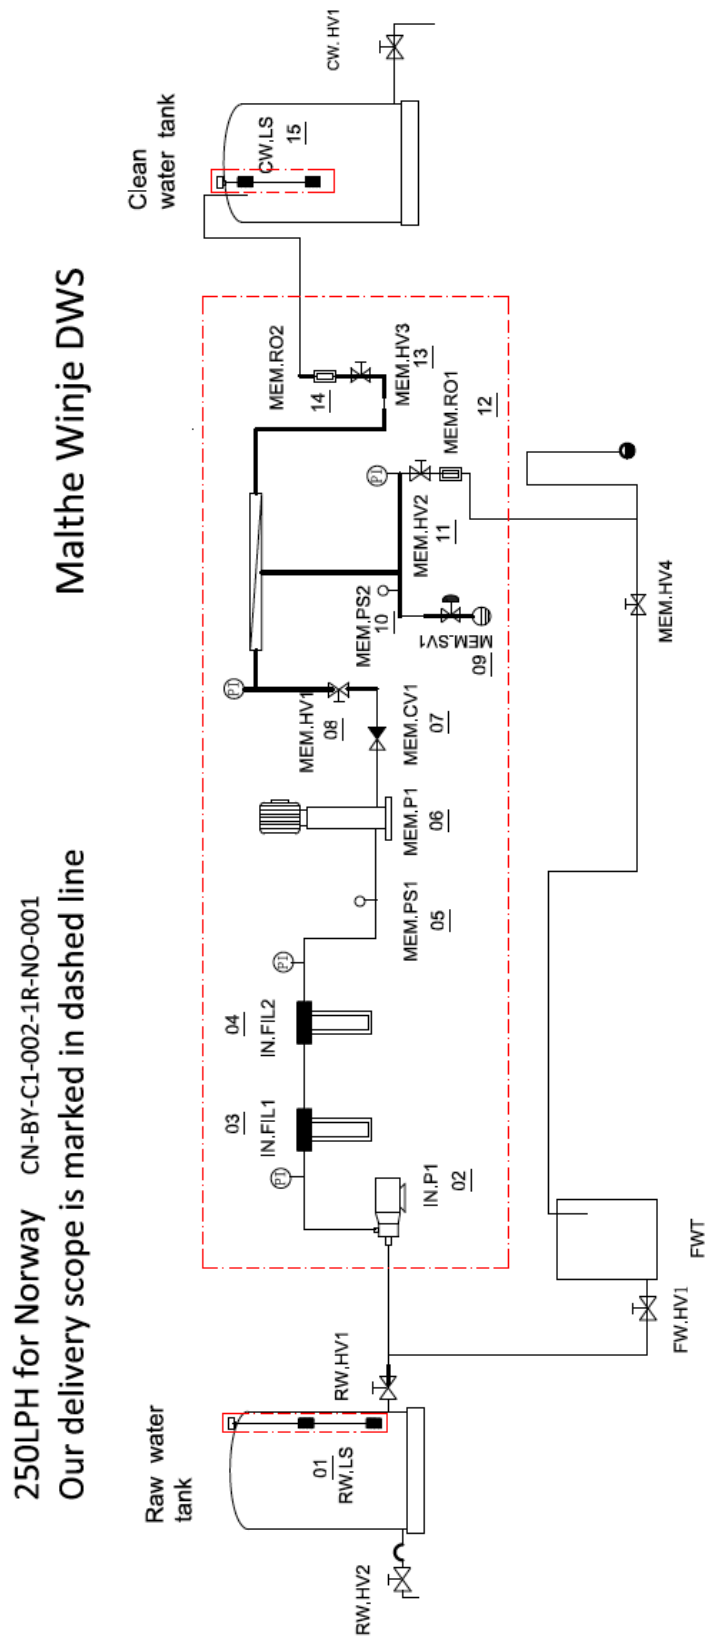 250LPH for Norway CN-BY-C1-002-1R-NO-001
Our delivery scope is marked in dashed line
Malthe Winje DWS
Raw water
tank
Clean
water tank
RW,HV2
01
RW,LS
RW,HV1
IN.P1
02
PI
03
IN.FIL1
04
IN.FIL2
PI
MEM.PS1
05
MEM.P1
06
MEM.CV1
07
MEM.HV1
08
PI
MEM.SV1
09
MEM.PS2
10
MEM.HV2
11
PI
MEM.RO1
12
MEM.HV3
13
MEM.RO2
14
CW,LS
15
CW. HV1
MEM.HV4
FWT
FW.HV1